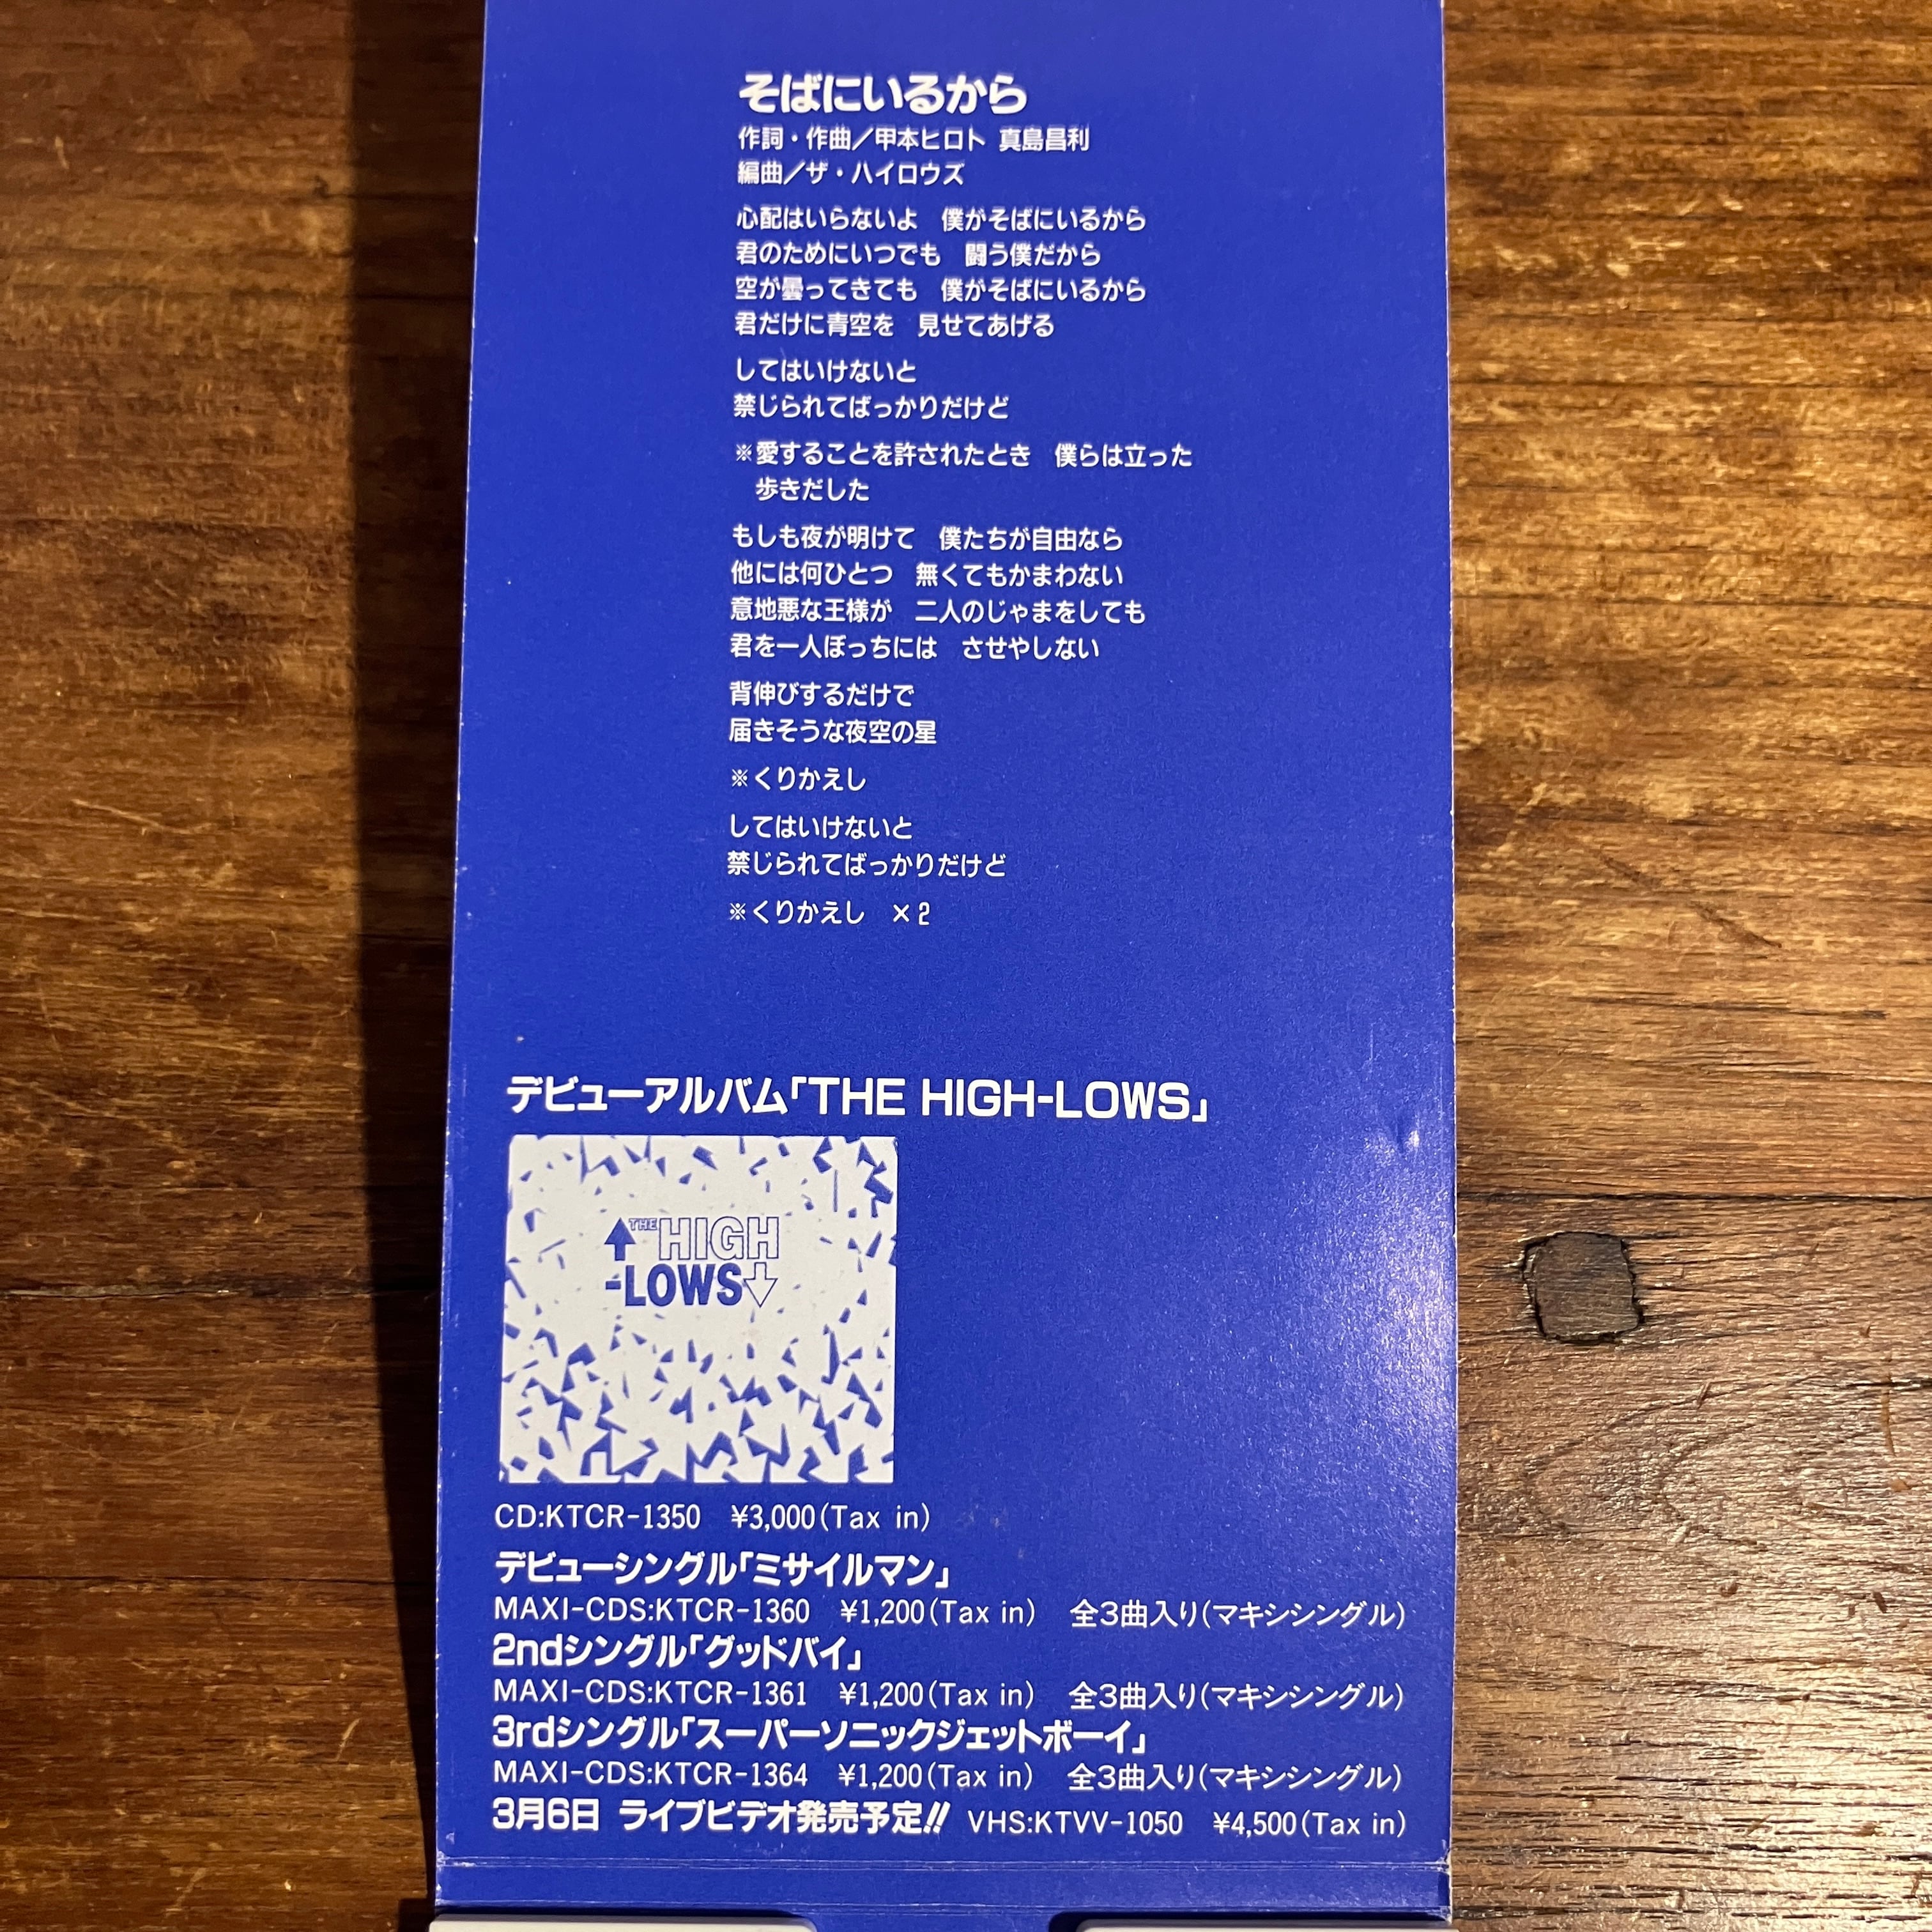 そばにいるから
作詞・作曲／甲本ヒロト 真島昌利
編曲／ザ・ハイロウズ
心配はいらないよ　僕がそばにいるから
君のためにいつでも　闘う僕だから
空が曇ってきても　僕がそばにいるから
君だけに青空を　見せてあげる
してはいけないと
禁じられてばっかりだけど
※愛することを許されたとき　僕らは立った
歩きだした
もしも夜が明けて　僕たちが自由なら
他には何ひとつ　無くてもかまわない
意地悪な王様が　二人のじゃまをしても
君を一人ぼっちには　させやしない
背伸びするだけで
届きそうな夜空の星
※くりかえし
してはいけないと
禁じられてばっかりだけど
※くりかえし　×2
デビューアルバム「THE HIGH-LOWS」
THE HIGH
-LOWS
CD:KTCR-1350　¥3,000(Tax in)
デビューシングル「ミサイルマン」
MAXI-CDS:KTCR-1360　¥1,200(Tax in)　全3曲入り(マキシシングル)
2ndシングル「グッドバイ」
MAXI-CDS:KTCR-1361　¥1,200(Tax in)　全3曲入り(マキシシングル)
3rdシングル「スーパーソニックジェットボーイ」
MAXI-CDS:KTCR-1364　¥1,200(Tax in)　全3曲入り(マキシシングル)
3月6日 ライブビデオ発売予定!! VHS:KTVV-1050　¥4,500(Tax in)